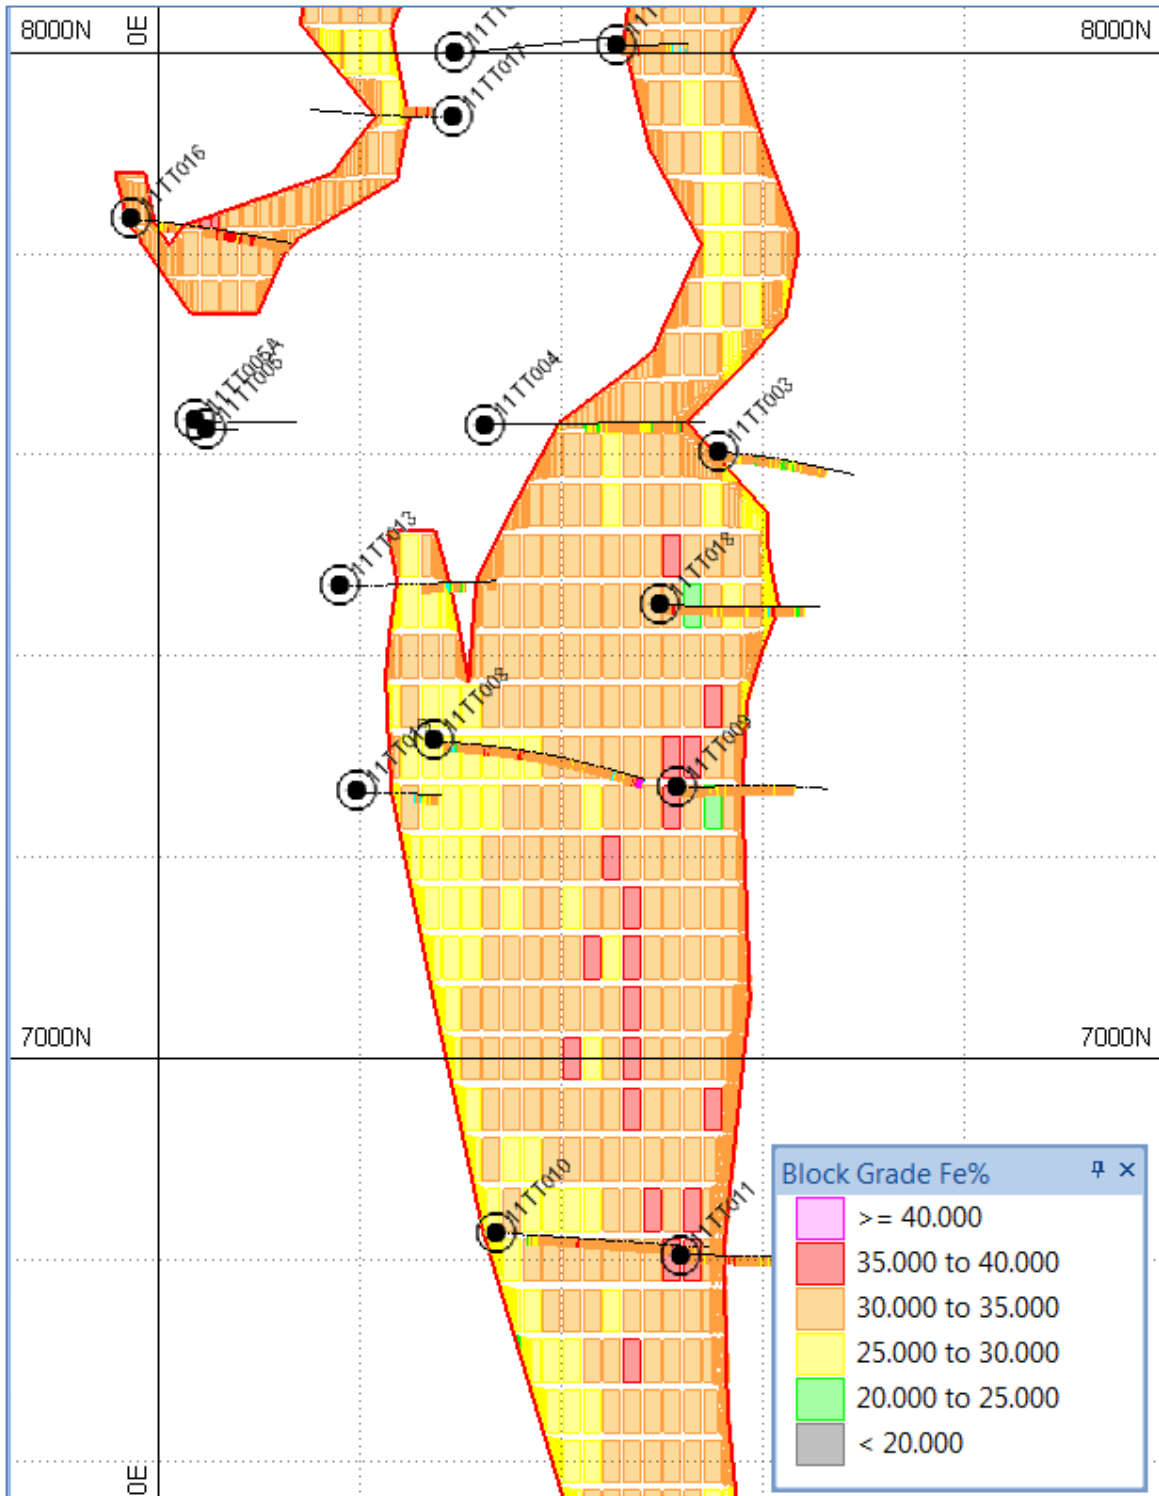 8000N
0E
8000N
11TT017
11TT016
11TT005A
11TT004
11TT003
11TT013
11TT018
11TT008
11TT009
7000N
7000N
11TT010
11TT011
Block Grade Fe%
>= 40.000
35.000 to 40.000
30.000 to 35.000
25.000 to 30.000
20.000 to 25.000
< 20.000
0E